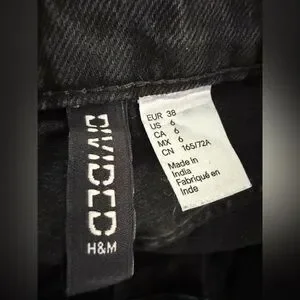 DIVIDED
H&M
EUR 38
US 6
CA 6
MX 6
CN 165/72A
Made in
India
Fabriqué en
Inde